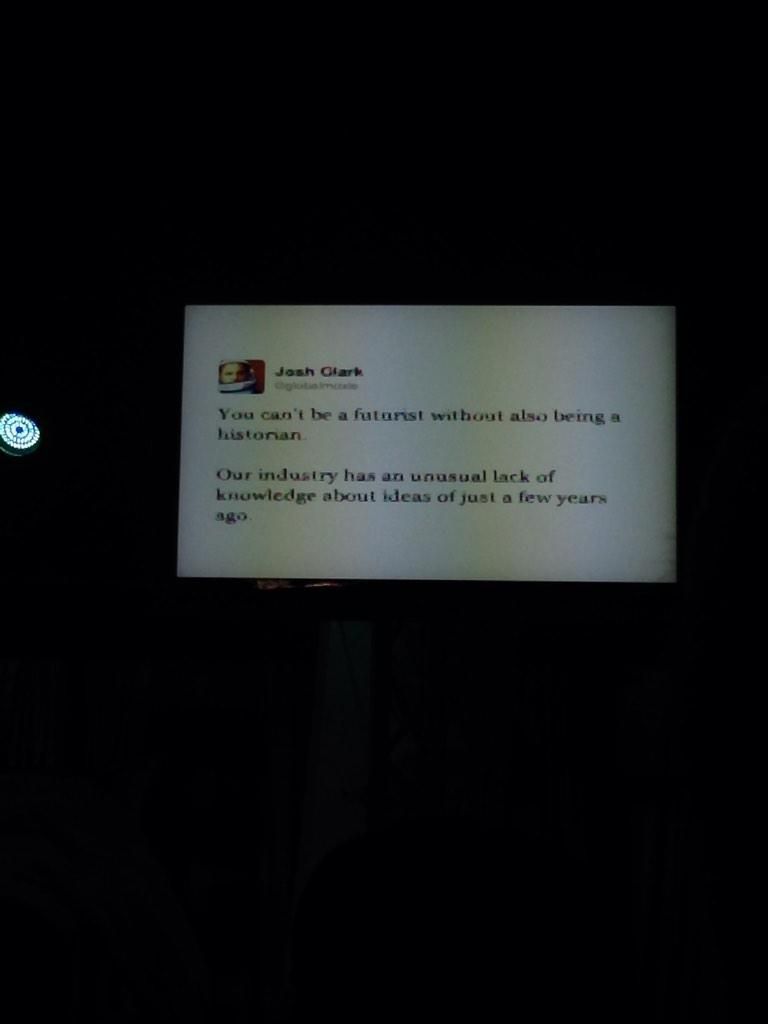 Josh Clark
@globalmoxie
You can't be a futurist without also being a
historian.
Our industry has an unusual lack of
knowledge about ideas of just a few years
ago.